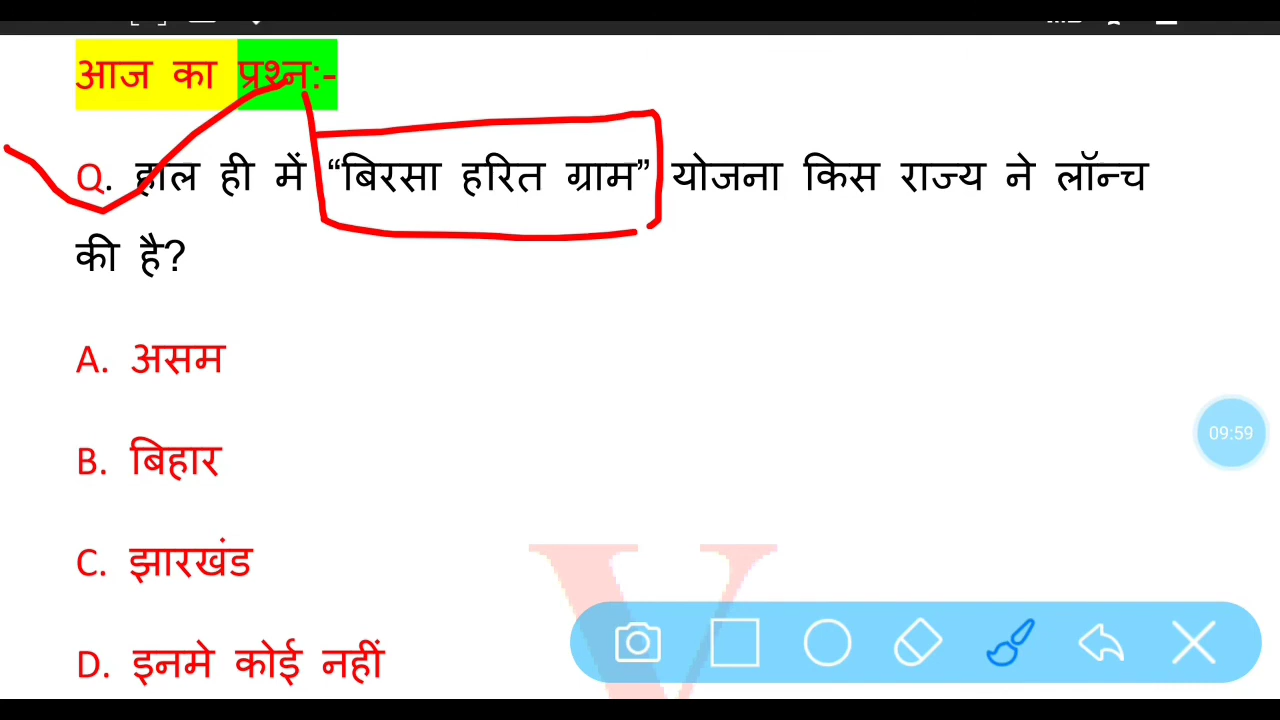 आज का प्रश्न:-
Q. हाल ही में “बिरसा हरित ग्राम” योजना किस राज्य ने लॉन्च
की है?
A. असम
B. बिहार
09:59
C. झारखंड
D. इनमे कोई नहीं
V